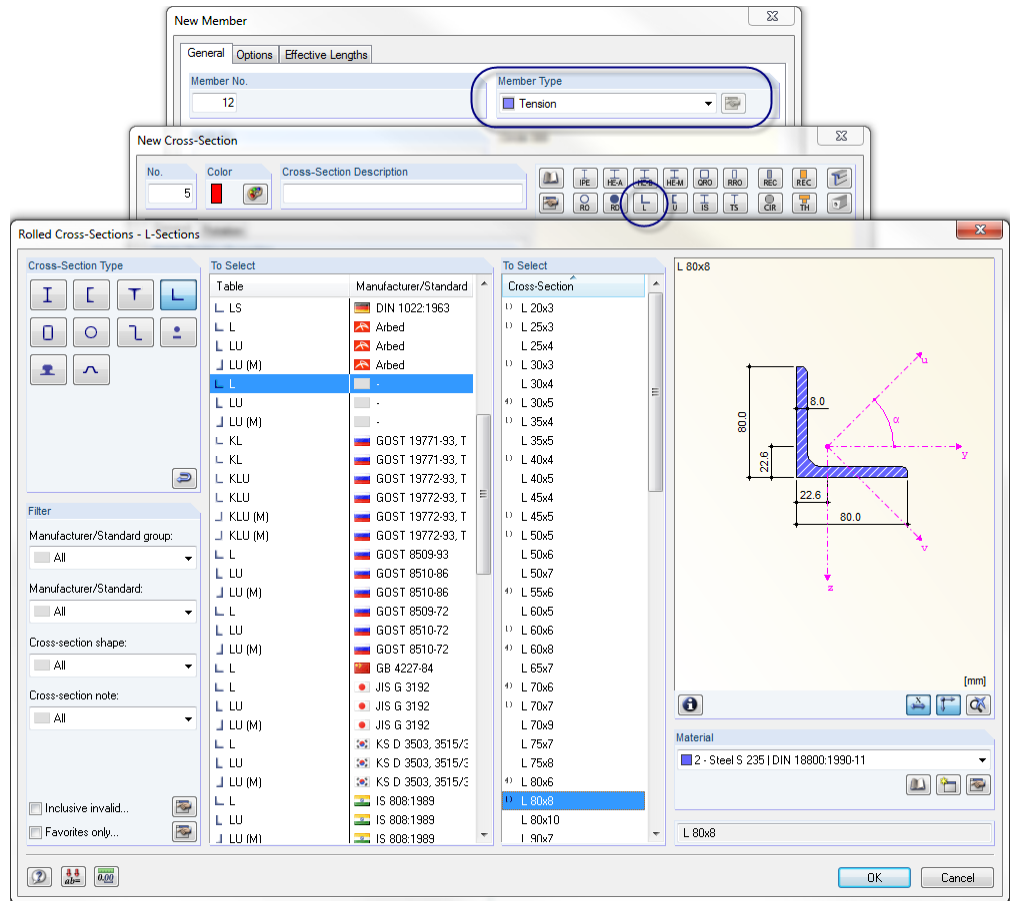 New Member
General Options Effective Lengths
Member No.
12
Member Type
Tension
New Cross-Section
No.
5
Color
Cross-Section Description
IPE HE-A HE-B HE-M QRO RRO REC REC
RO RD L U IS TS CIR TH
Rolled Cross-Sections - L-Sections
Cross-Section Type
Filter
Manufacturer/Standard group:
All
Manufacturer/Standard:
All
Cross-section shape:
All
Cross-section note:
All
Inclusive invalid...
Favorites only...
To Select
Table Manufacturer/Standard
LS DIN 1022:1963
L Arbed
LU Arbed
LU (M) Arbed
L -
LU -
LU (M) -
KL GOST 19771-93, T
KL GOST 19771-93, T
KLU GOST 19772-93, T
KLU GOST 19772-93, T
KLU (M) GOST 19772-93, T
KLU (M) GOST 19772-93, T
L GOST 8509-93
LU GOST 8510-86
LU (M) GOST 8510-86
L GOST 8509-72
LU GOST 8510-72
LU (M) GOST 8510-72
L GB 4227-84
L JIS G 3192
LU JIS G 3192
LU (M) JIS G 3192
L KS D 3503, 3515/3
LU KS D 3503, 3515/3
LU (M) KS D 3503, 3515/3
L IS 808:1989
LU IS 808:1989
LU (M) IS 808:1989
To Select
Cross-Section
1) L 20x3
1) L 25x3
L 25x4
1) L 30x3
L 30x4
4) L 30x5
1) L 35x4
L 35x5
1) L 40x4
L 40x5
L 45x4
1) L 45x5
1) L 50x5
L 50x6
L 50x7
4) L 55x6
L 60x5
1) L 60x6
4) L 60x8
L 65x7
4) L 70x6
1) L 70x7
L 70x9
L 75x7
L 75x8
4) L 80x6
1) L 80x8
L 80x10
L 90x7
L 80x8
u
8.0
α
80.0
22.6
y
22.6
80.0
v
z
[mm]
Material
2 - Steel S 235 | DIN 18800:1990-11
L 80x8
ab=
0.00
OK Cancel